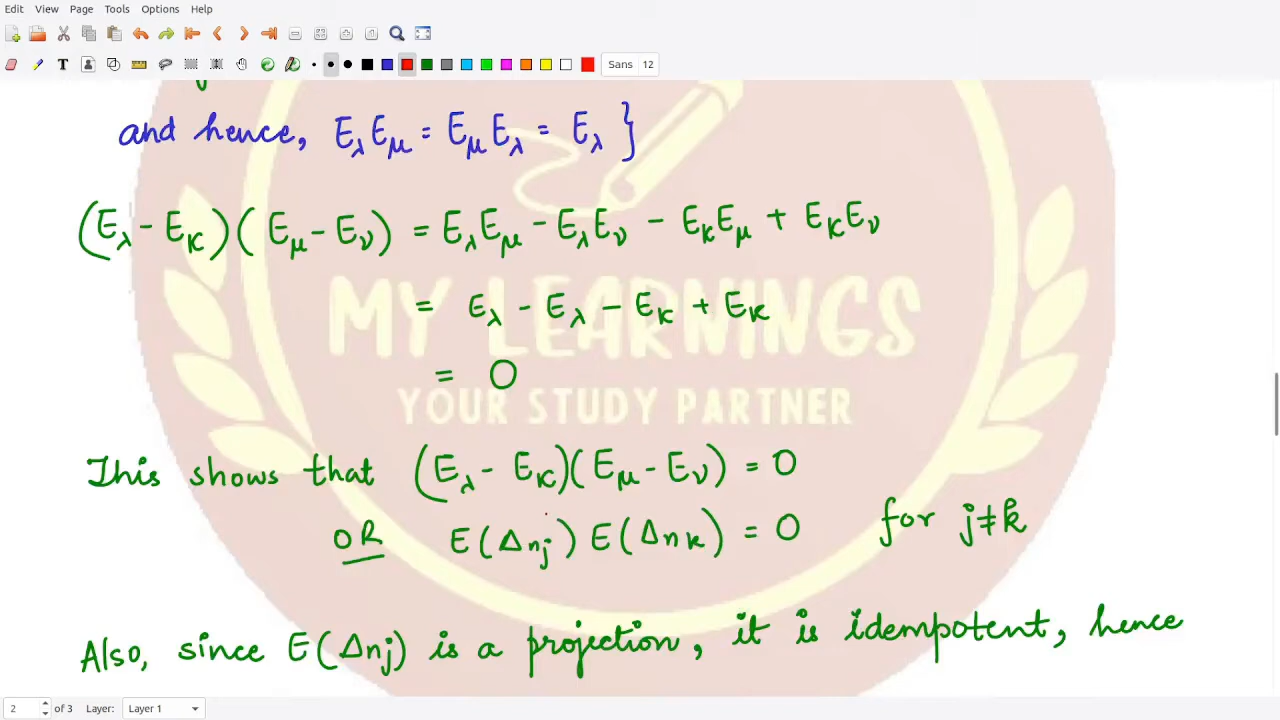 Edit View Page Tools Options Help
Sans 12
and hence, E_λ E_μ = E_μ E_λ = E_λ }
(E_λ - E_κ)(E_μ - E_ν) = E_λ E_μ - E_λ E_ν - E_κ E_μ + E_κ E_ν
= E_λ - E_λ - E_κ + E_κ
MY LEARNINGS
= 0
YOUR STUDY PARTNER
This shows that (E_λ - E_κ)(E_μ - E_ν) = 0
OR E(Δnj) E(Δnk) = 0 for j≠k
Also, since E(Δnj) is a projection, it is idempotent, hence
2 of 3 Layer: Layer 1